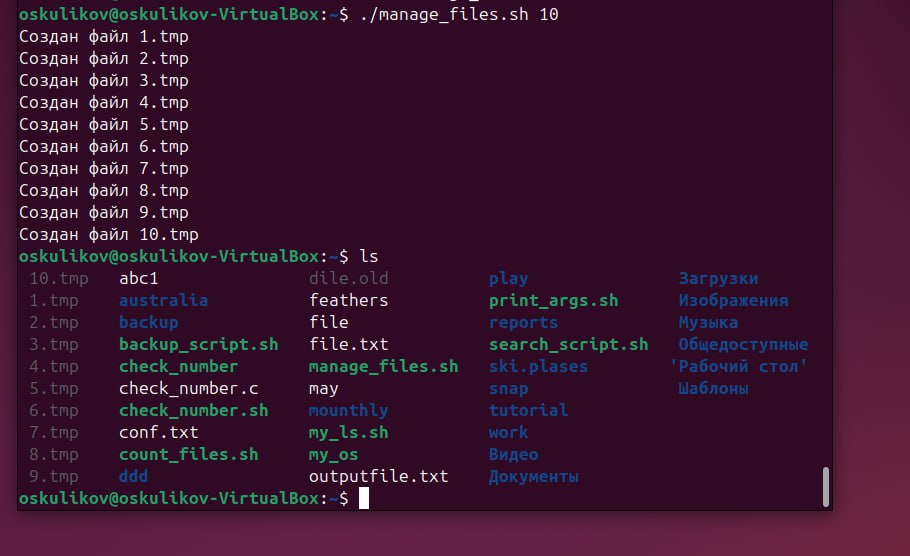 oskulikov@oskulikov-VirtualBox:~$ ./manage_files.sh 10
Создан файл 1.tmp
Создан файл 2.tmp
Создан файл 3.tmp
Создан файл 4.tmp
Создан файл 5.tmp
Создан файл 6.tmp
Создан файл 7.tmp
Создан файл 8.tmp
Создан файл 9.tmp
Создан файл 10.tmp
oskulikov@oskulikov-VirtualBox:~$ ls
10.tmp abc1 dile.old play Загрузки
1.tmp australia feathers print_args.sh Изображения
2.tmp backup file reports Музыка
3.tmp backup_script.sh file.txt search_script.sh Общедоступные
4.tmp check_number manage_files.sh ski.plases 'Рабочий стол'
5.tmp check_number.c may snap Шаблоны
6.tmp check_number.sh mounthly tutorial
7.tmp conf.txt my_ls.sh work
8.tmp count_files.sh my_os Видео
9.tmp ddd outputfile.txt Документы
oskulikov@oskulikov-VirtualBox:~$